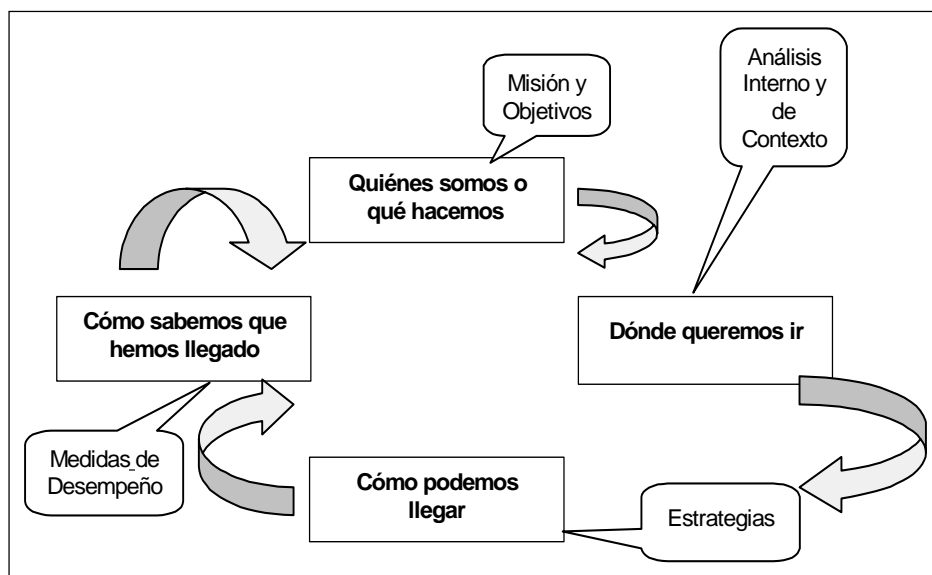 Misión y
Objetivos
Análisis
Interno y
de
Contexto
Quiénes somos o
qué hacemos
Cómo sabemos que
hemos llegado
Dónde queremos ir
Medidas de
Desempeño
Cómo podemos
llegar
Estrategias